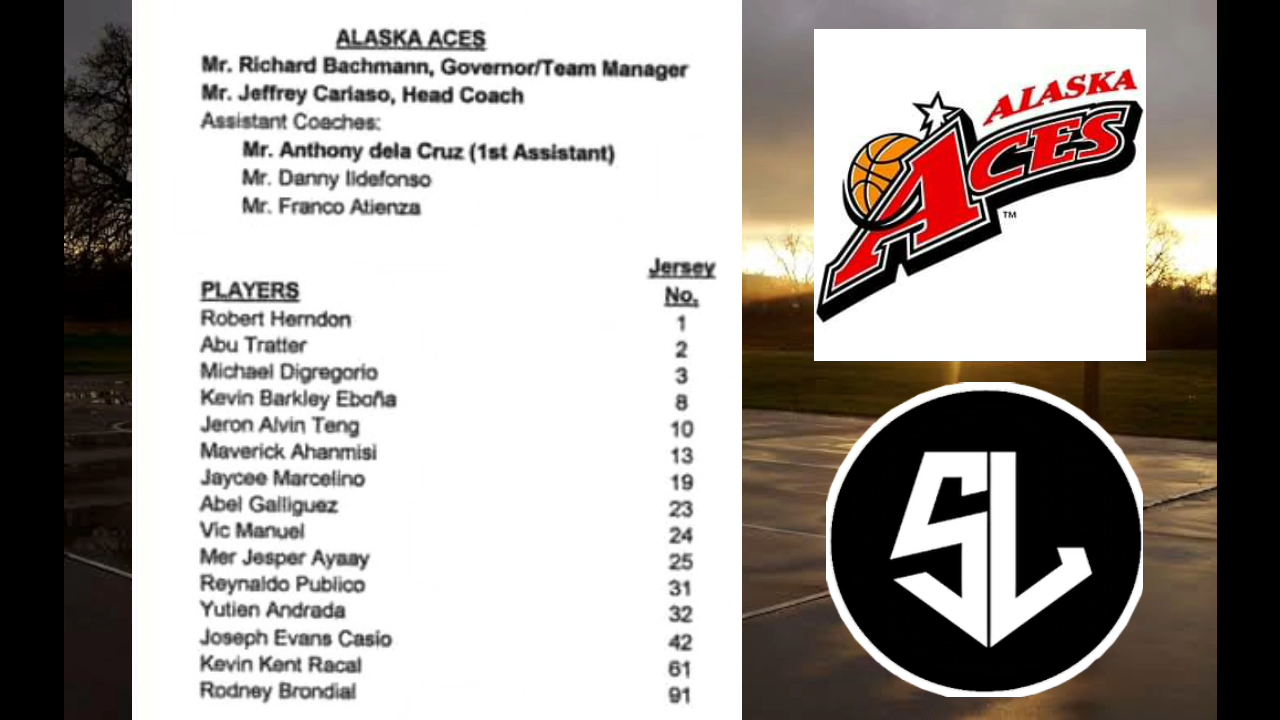 ALASKA ACES
Mr. Richard Bachmann, Governor/Team Manager
Mr. Jeffrey Cariaso, Head Coach
Assistant Coaches:
Mr. Anthony dela Cruz (1st Assistant)
Mr. Danny Ildefonso
Mr. Franco Atienza
Jersey
PLAYERS No.
Robert Herndon 1
Abu Tratter 2
Michael Digregorio 3
Kevin Barkley Eboña 8
Jeron Alvin Teng 10
Maverick Ahanmisi 13
Jaycee Marcelino 19
Abel Galliguez 23
Vic Manuel 24
Mer Jesper Ayaay 25
Reynaldo Publico 31
Yutien Andrada 32
Joseph Evans Casio 42
Kevin Kent Racal 61
Rodney Brondial 91
ALASKA
ACES
TM
SL